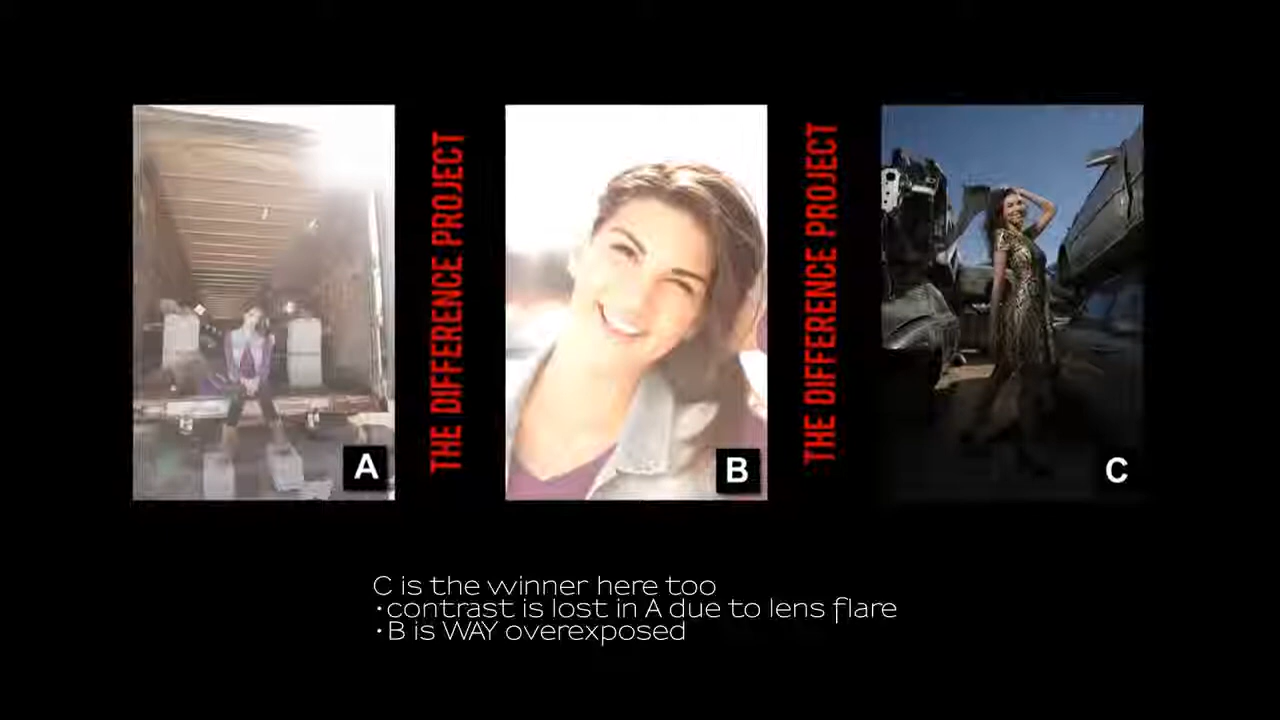 THE DIFFERENCE PROJECT
THE DIFFERENCE PROJECT
A
B
C
C is the winner here too
•contrast is lost in A due to lens flare
•B is WAY overexposed